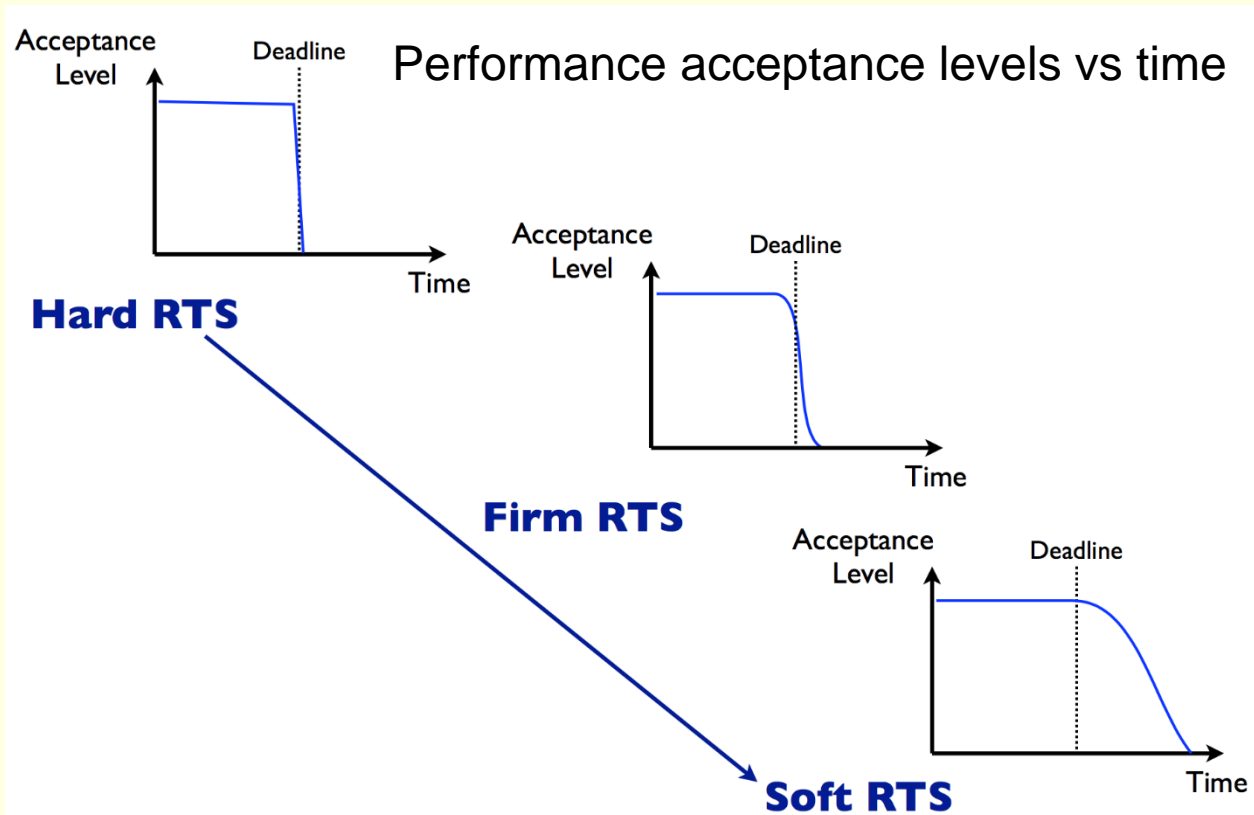 Performance acceptance levels vs time
Acceptance
Level
Deadline
Time
Hard RTS
Acceptance
Level
Deadline
Time
Firm RTS
Acceptance
Level
Deadline
Time
Soft RTS